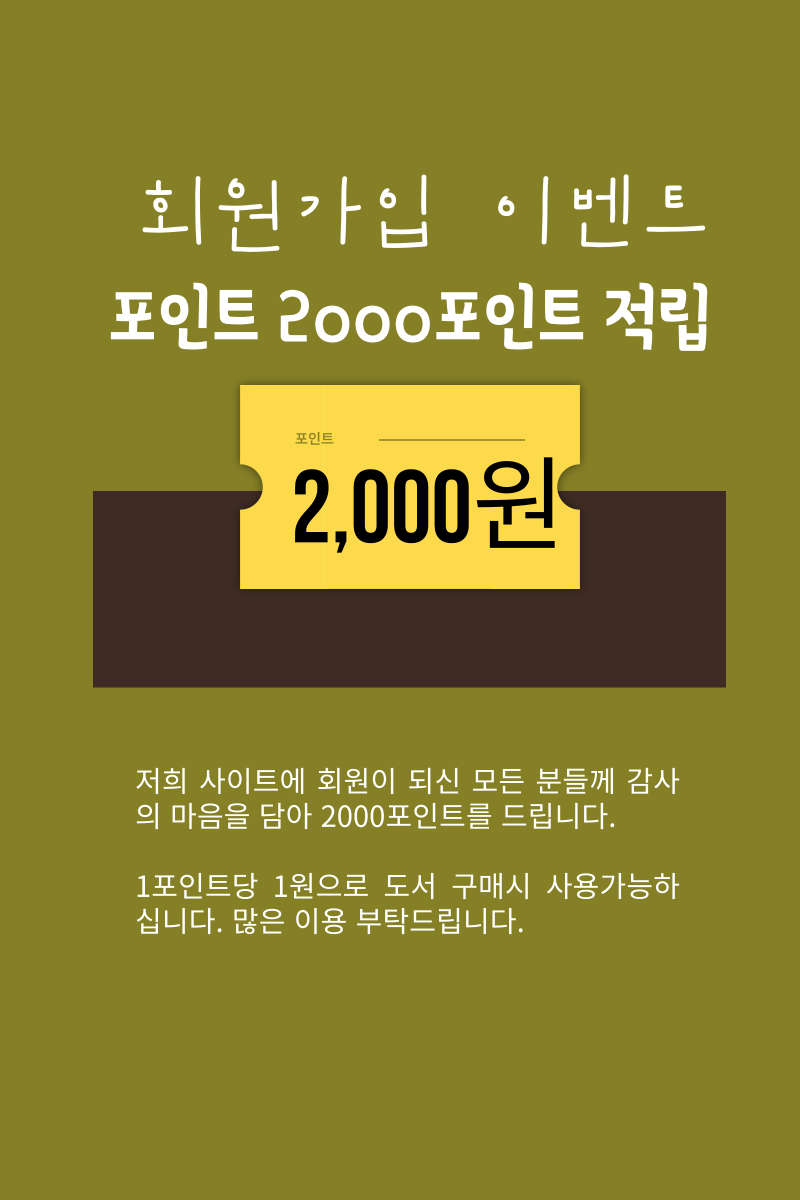 회원가입 이벤트
포인트 2000포인트 적립
포인트
2,000원
저희 사이트에 회원이 되신 모든 분들께 감사
의 마음을 담아 2000포인트를 드립니다.
1포인트당 1원으로 도서 구매시 사용가능하
십니다. 많은 이용 부탁드립니다.